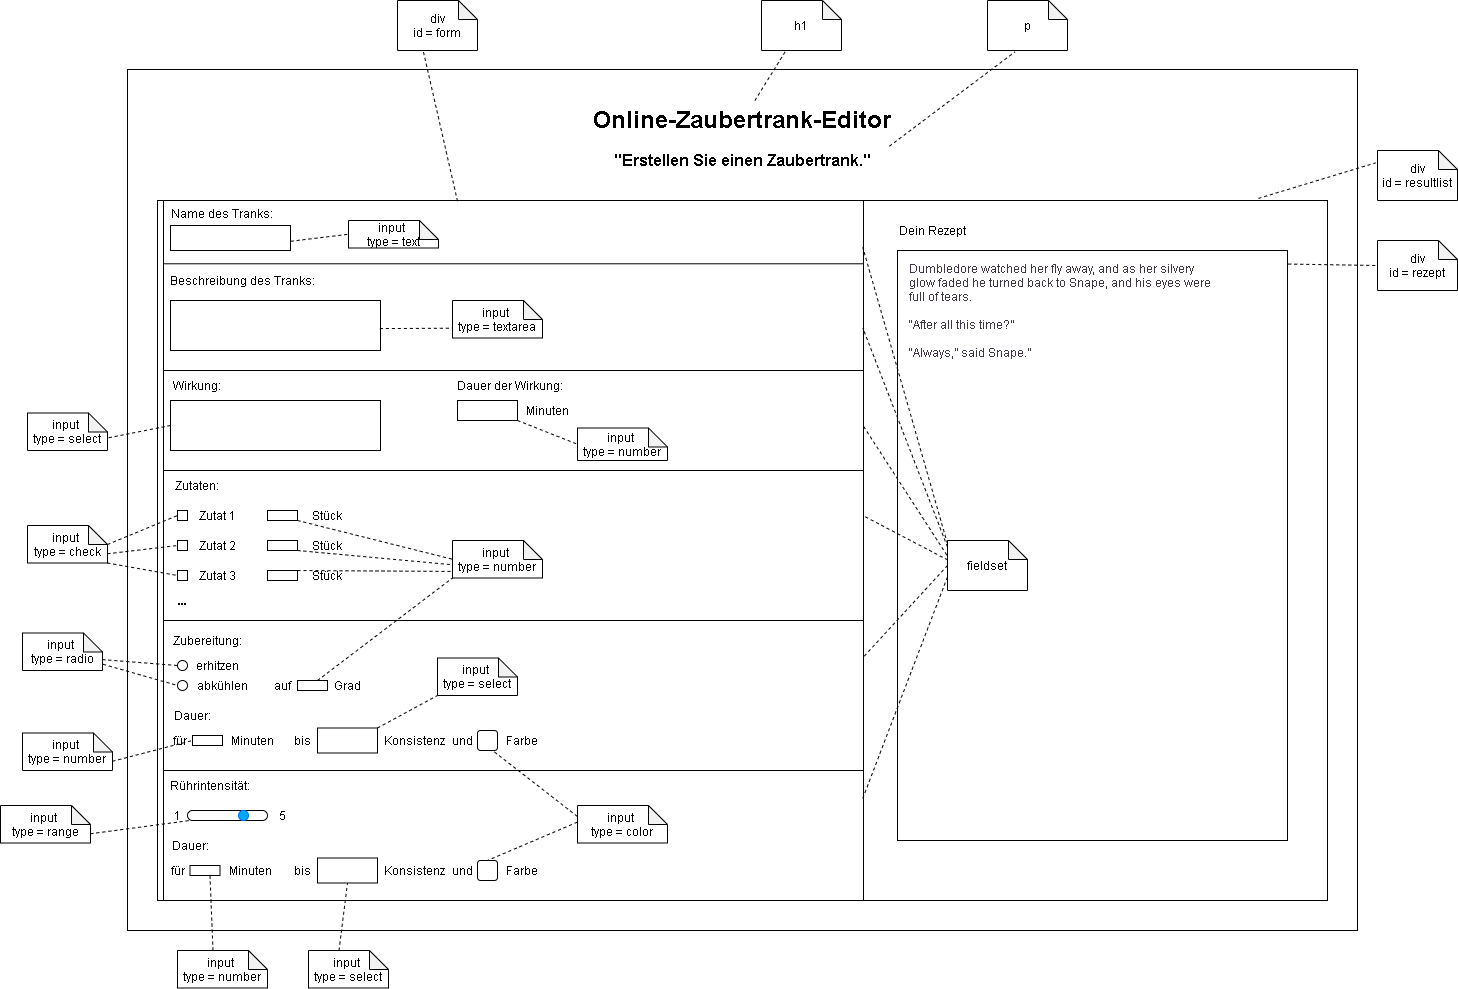 div
id = form
h1
p
Online-Zaubertrank-Editor
"Erstellen Sie einen Zaubertrank."
div
id = resultlist
Name des Tranks:
input
type = text
Dein Rezept
div
id = rezept
Dumbledore watched her fly away, and as her silvery
glow faded he turned back to Snape, and his eyes were
full of tears.
"After all this time?"
"Always," said Snape."
Beschreibung des Tranks:
input
type = textarea
Wirkung:
Dauer der Wirkung:
Minuten
input
type = select
input
type = number
Zutaten:
Zutat 1 Stück
Zutat 2 Stück
Zutat 3 Stück
...
input
type = check
input
type = number
fieldset
Zubereitung:
erhitzen
abkühlen auf Grad
input
type = radio
input
type = select
Dauer:
für Minuten bis Konsistenz und Farbe
input
type = number
Rührintensität:
1 5
input
type = range
input
type = color
Dauer:
für Minuten bis Konsistenz und Farbe
input
type = number
input
type = select